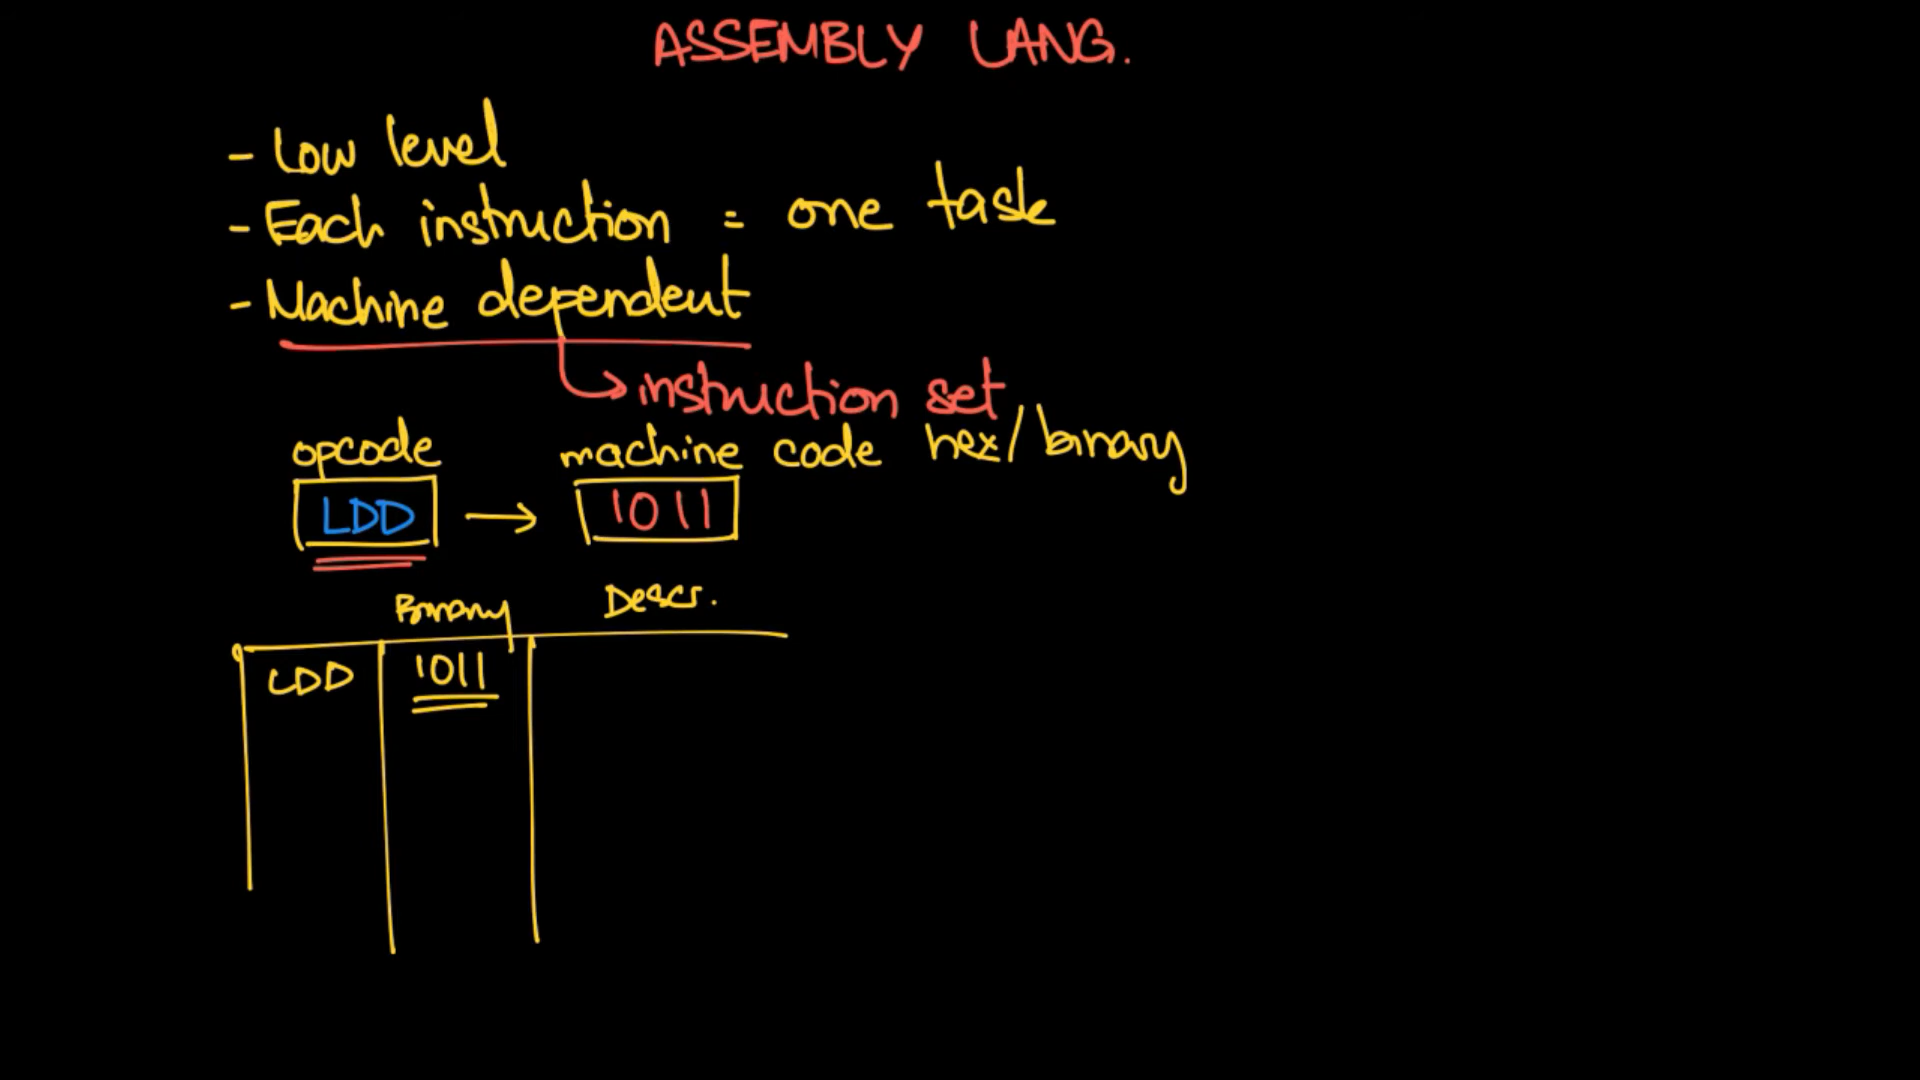 ASSEMBLY LANG.
- Low level
- Each instruction = one task
- Machine dependent
instruction set
opcode machine code hex/binary
LDD → 1011
Binary Descr.
LDD 1011